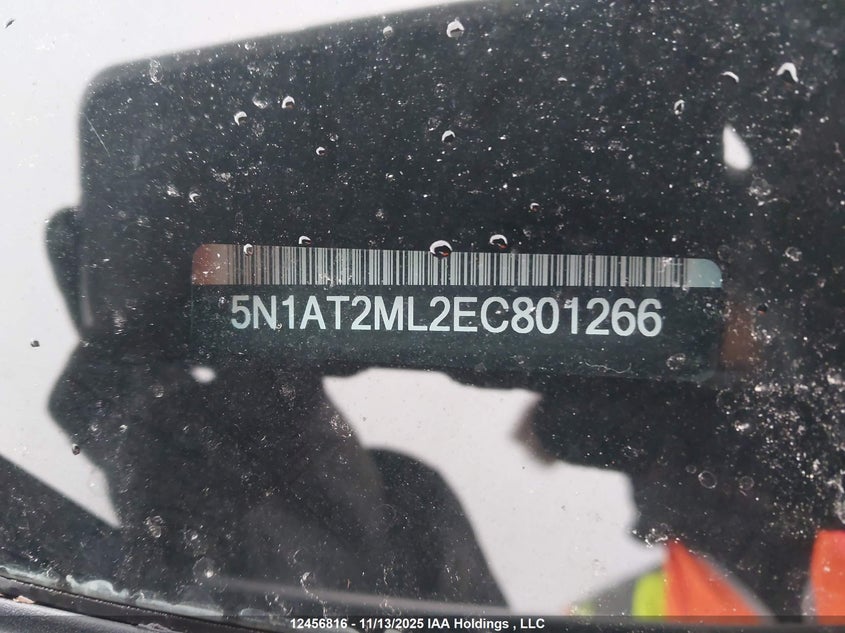 5N1AT2ML2EC801266
12456816 - 11/13/2025 IAA Holdings , LLC